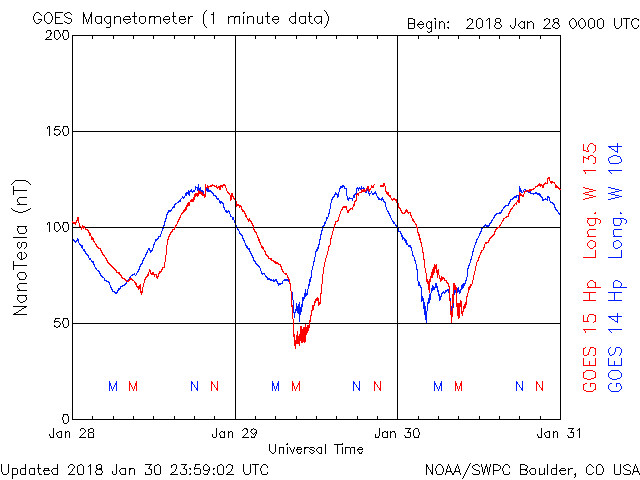 GOES Magnetometer (1 minute data)
Begin: 2018 Jan 28 0000 UTC
200
150
100
50
0
NanoTesla (nT)
M M N N M M N N M M N N
Jan 28 Jan 29 Jan 30 Jan 31
Universal Time
GOES 15 Hp Long. W 135
GOES 14 Hp Long. W 104
Updated 2018 Jan 30 23:59:02 UTC
NOAA/SWPC Boulder, CO USA